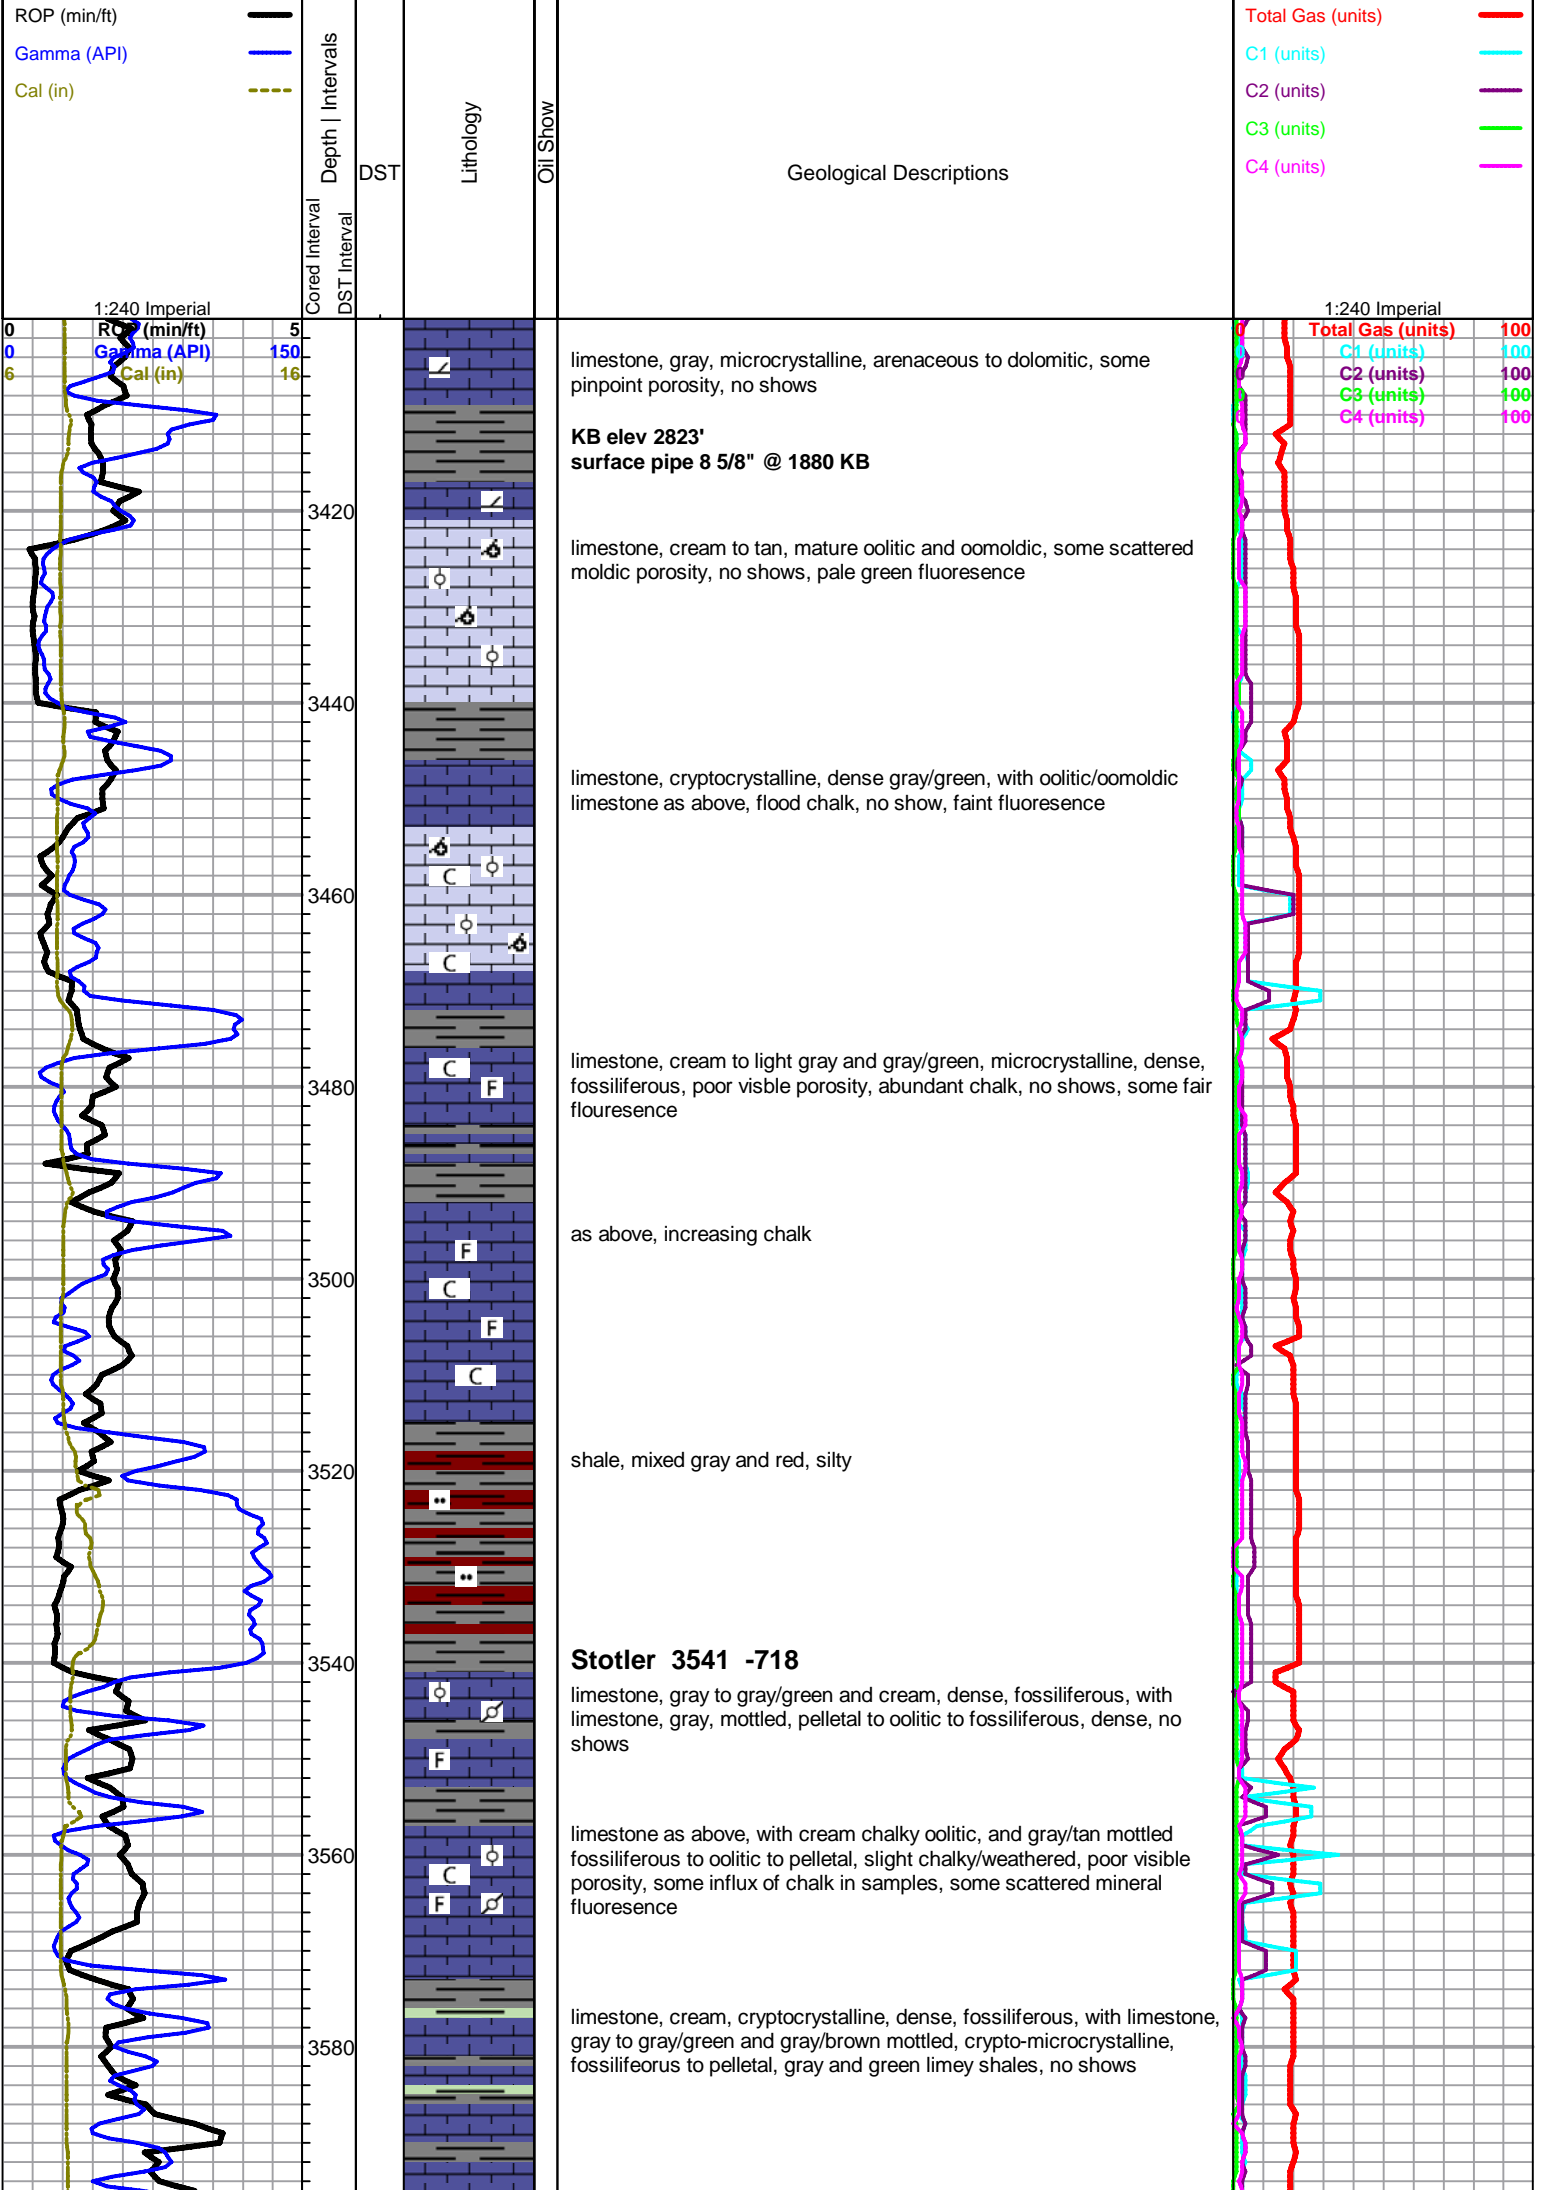 ROP (min/ft)
Gamma (API)
Cal (in)
1:240 Imperial
0 ROP (min/ft) 5
0 Gamma (API) 150
6 Cal (in) 16
Depth | Intervals
Cored Interval
DST Interval
DST
Lithology
Oil Show
Geological Descriptions
Total Gas (units)
C1 (units)
C2 (units)
C3 (units)
C4 (units)
1:240 Imperial
0 Total Gas (units) 100
0 C1 (units) 100
0 C2 (units) 100
0 C3 (units) 100
0 C4 (units) 100
limestone, gray, microcrystalline, arenaceous to dolomitic, some
pinpoint porosity, no shows
KB elev 2823'
surface pipe 8 5/8" @ 1880 KB
3420
limestone, cream to tan, mature oolitic and oomoldic, some scattered
moldic porosity, no shows, pale green fluoresence
3440
limestone, cryptocrystalline, dense gray/green, with oolitic/oomoldic
limestone as above, flood chalk, no show, faint fluoresence
C
3460
C
limestone, cream to light gray and gray/green, microcrystalline, dense,
fossiliferous, poor visble porosity, abundant chalk, no shows, some fair
flouresence
C
3480
F
as above, increasing chalk
F
3500
C
F
C
shale, mixed gray and red, silty
3520
3540
Stotler 3541 -718
limestone, gray to gray/green and cream, dense, fossiliferous, with
limestone, gray, mottled, pelletal to oolitic to fossiliferous, dense, no
shows
F
limestone as above, with cream chalky oolitic, and gray/tan mottled
fossiliferous to oolitic to pelletal, slight chalky/weathered, poor visible
porosity, some influx of chalk in samples, some scattered mineral
fluoresence
3560
C
F
limestone, cream, cryptocrystalline, dense, fossiliferous, with limestone,
gray to gray/green and gray/brown mottled, crypto-microcrystalline,
fossilifeorus to pelletal, gray and green limey shales, no shows
3580